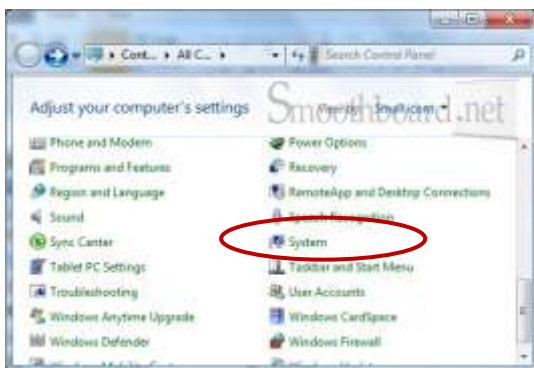 Cont... All C...
Search Control Panel
Adjust your computer's settings
Smoothboard.net
Small icons
Phone and Modem
Power Options
Programs and Features
Recovery
Region and Language
RemoteApp and Desktop Connections
Sound
Speech Recognition
Sync Center
System
Tablet PC Settings
Taskbar and Start Menu
Troubleshooting
User Accounts
Windows Anytime Upgrade
Windows CardSpace
Windows Defender
Windows Firewall